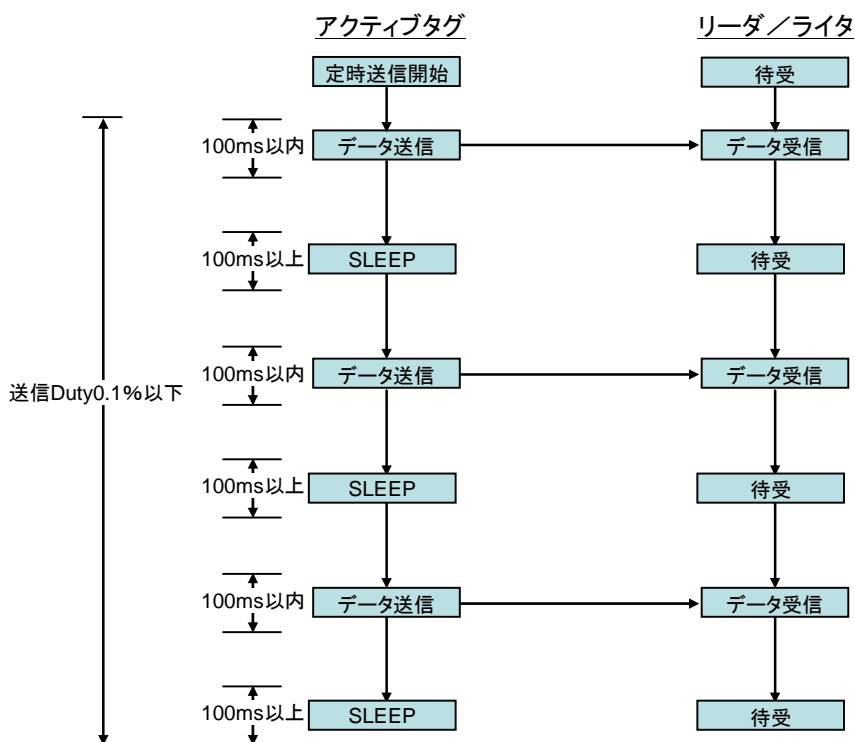 アクティブタグ
リーダ／ライタ
定時送信開始
待受
100ms以内
データ送信
データ受信
100ms以上
SLEEP
待受
100ms以内
データ送信
データ受信
送信Duty0.1％以下
100ms以上
SLEEP
待受
100ms以内
データ送信
データ受信
100ms以上
SLEEP
待受